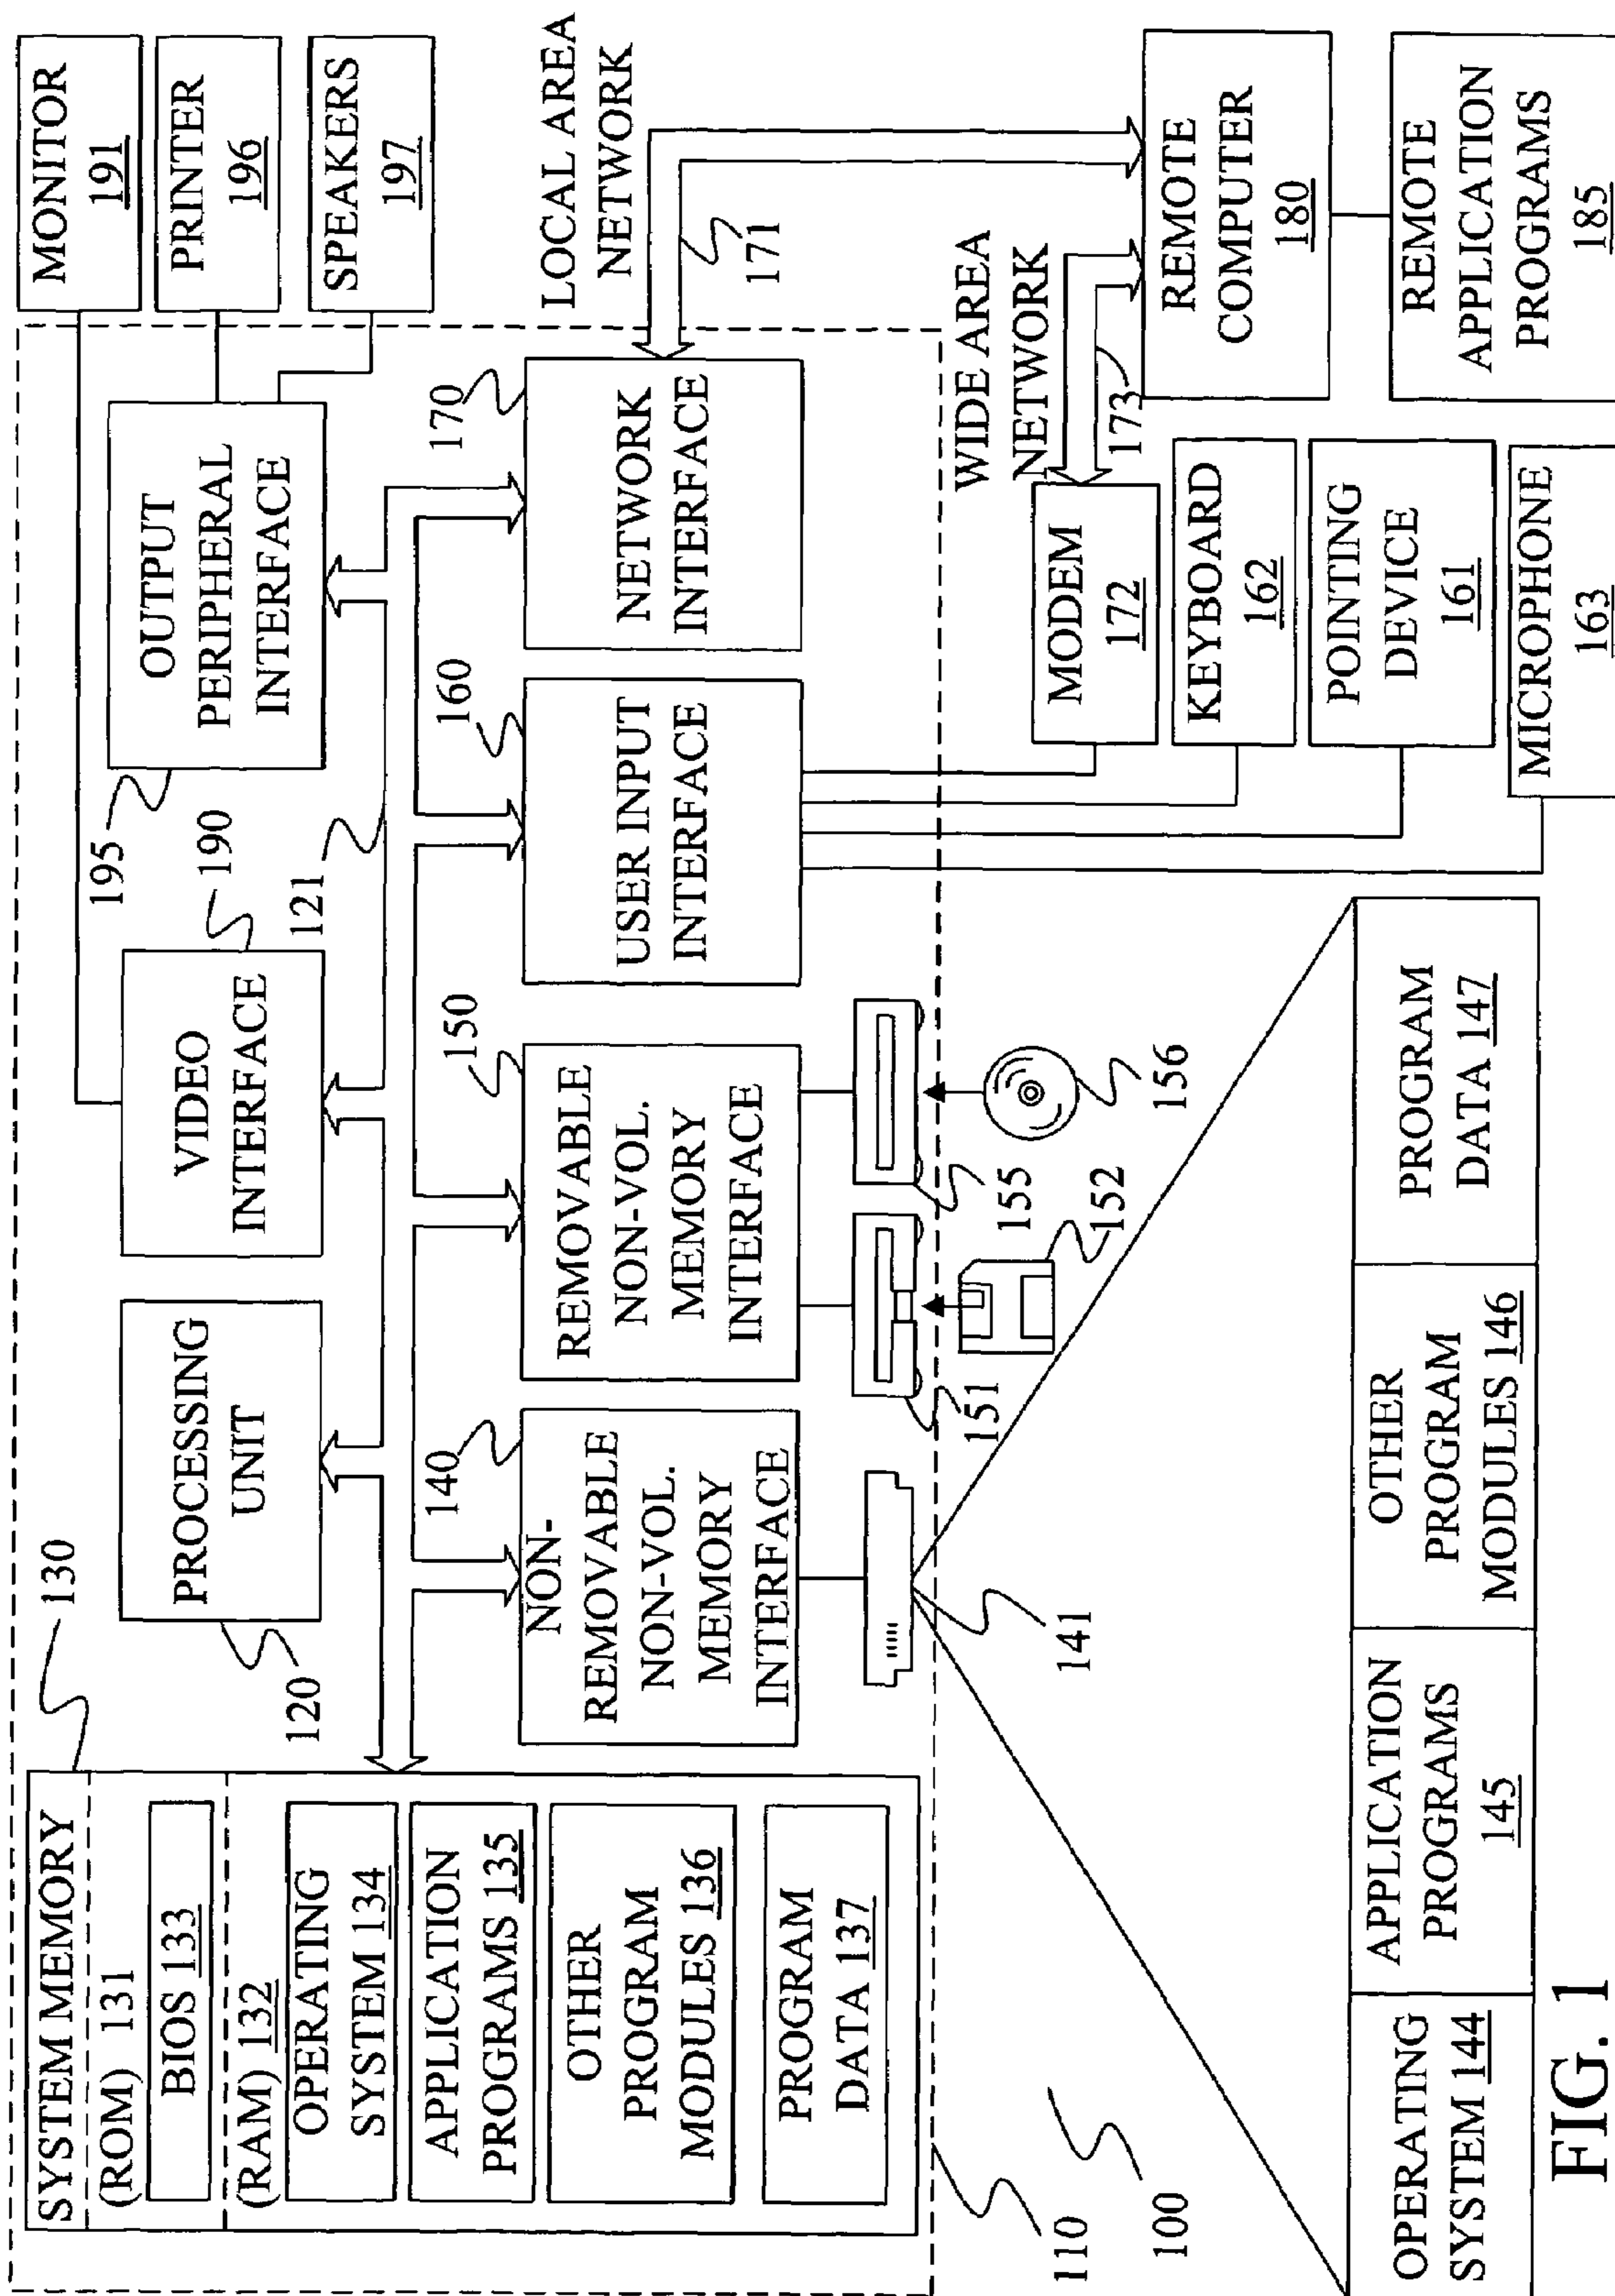 SYSTEM MEMORY
(ROM) 131
BIOS 133
(RAM) 132
OPERATING
SYSTEM 134
APPLICATION
PROGRAMS 135
OTHER
PROGRAM
MODULES 136
PROGRAM
DATA 137
130
120
PROCESSING
UNIT
VIDEO
INTERFACE
190
121
195
OUTPUT
PERIPHERAL
INTERFACE
MONITOR
191
PRINTER
196
SPEAKERS
197
140
NON-
REMOVABLE
NON-VOL.
MEMORY
INTERFACE
150
REMOVABLE
NON-VOL.
MEMORY
INTERFACE
160
USER INPUT
INTERFACE
170
NETWORK
INTERFACE
LOCAL AREA
NETWORK
171
141
151
152
155
156
WIDE AREA
NETWORK
173
MODEM
172
KEYBOARD
162
POINTING
DEVICE
161
MICROPHONE
163
REMOTE
COMPUTER
180
REMOTE
APPLICATION
PROGRAMS
185
110
100
OPERATING
SYSTEM 144
APPLICATION
PROGRAMS
145
OTHER
PROGRAM
MODULES 146
PROGRAM
DATA 147
FIG. 1